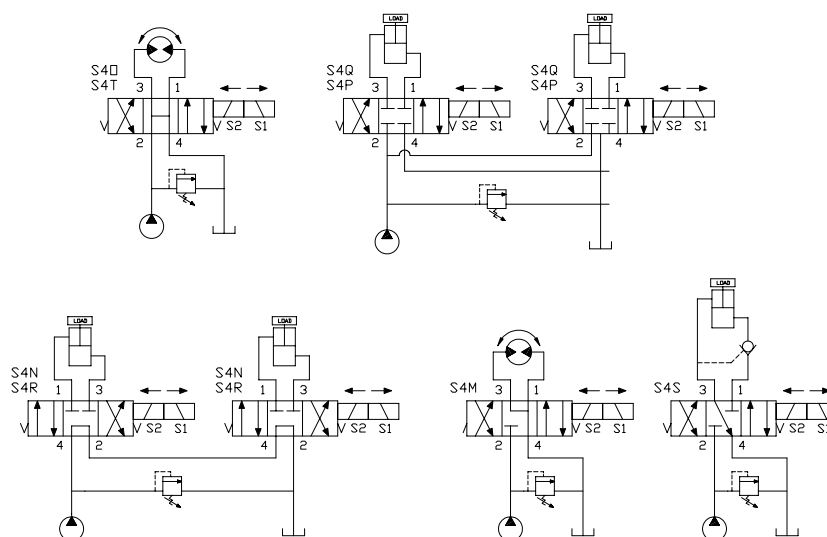 LOAD LOAD
S4O S4Q S4Q
S4T 3 1 S4P 3 1 S4P 3 1
S2 S1 S2 S1 S2 S1
2 4 2 4 2 4
LOAD
LOAD LOAD
S4N S4N
S4R 1 3 S4R 1 3 S4M 3 1 S4S 3 1
S2 S1 S2 S1 S2 S1 S2 S1
4 2 4 2 2 4 2 4